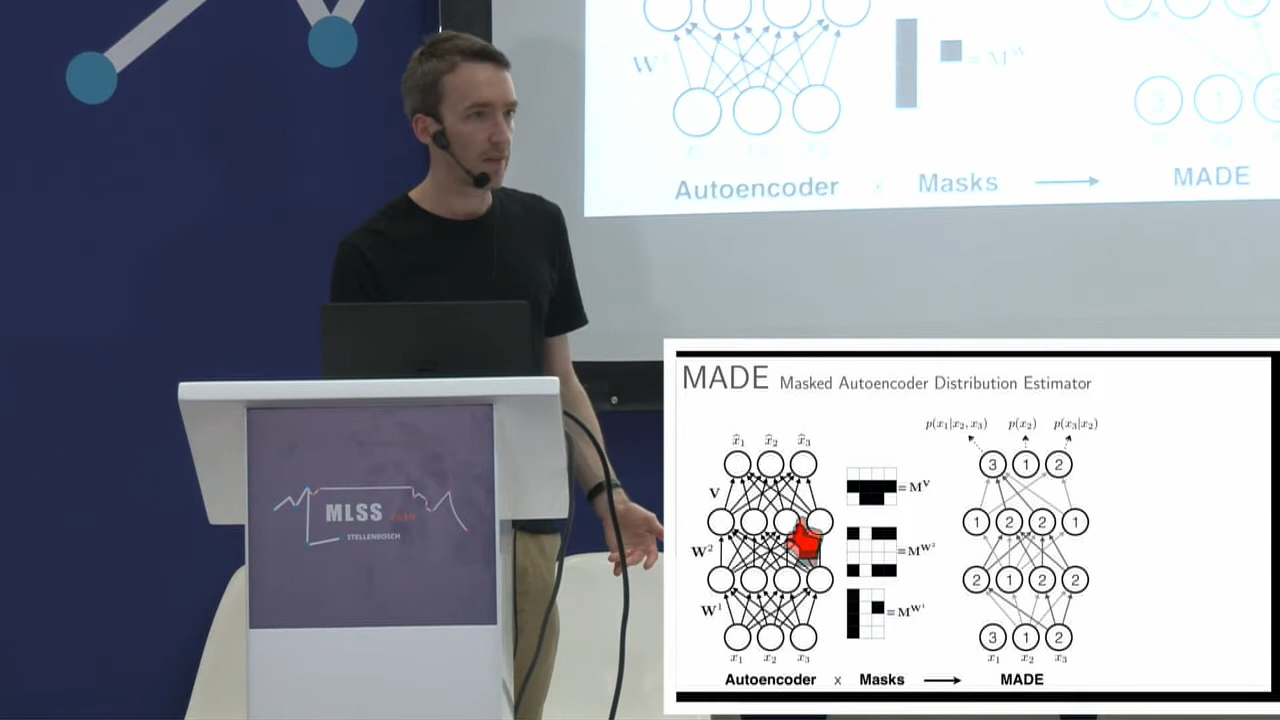 W
= M^W
3 1
Autoencoder x Masks → MADE
MLSS
STELLENBOSCH
MADE Masked Autoencoder Distribution Estimator
p(x₁|x₂, x₃) p(x₂) p(x₃|x₂)
x̂₁ x̂₂ x̂₃
3 1 2
V = M^V
1 2 2 1
W² = M^W²
2 1 2 2
W¹ = M^W¹
3 1 2
x₁ x₂ x₃ x₁ x₂ x₃
Autoencoder x Masks → MADE